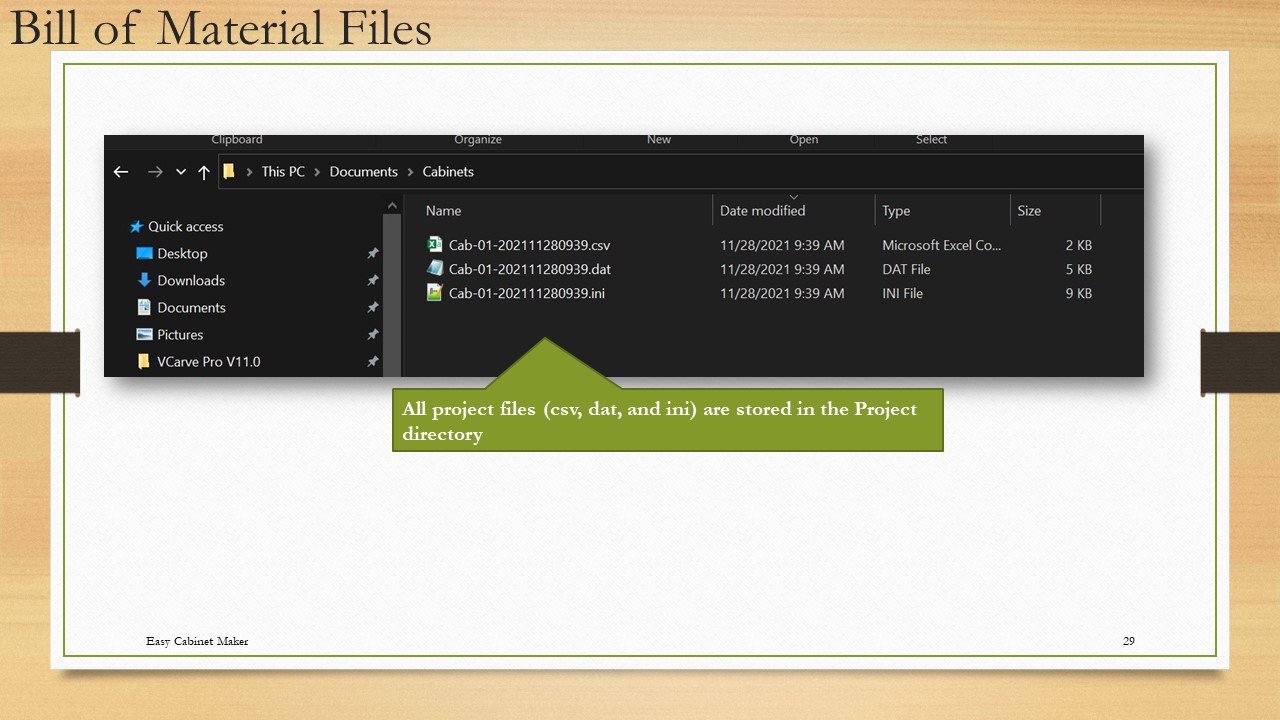 Bill of Material Files
Clipboard Organize New Open Select
This PC > Documents > Cabinets
Name Date modified Type Size
Quick access
Desktop
Downloads
Documents
Pictures
VCarve Pro V11.0
Cab-01-202111280939.csv 11/28/2021 9:39 AM Microsoft Excel Co... 2 KB
Cab-01-202111280939.dat 11/28/2021 9:39 AM DAT File 5 KB
Cab-01-202111280939.ini 11/28/2021 9:39 AM INI File 9 KB
All project files (csv, dat, and ini) are stored in the Project
directory
Easy Cabinet Maker 29